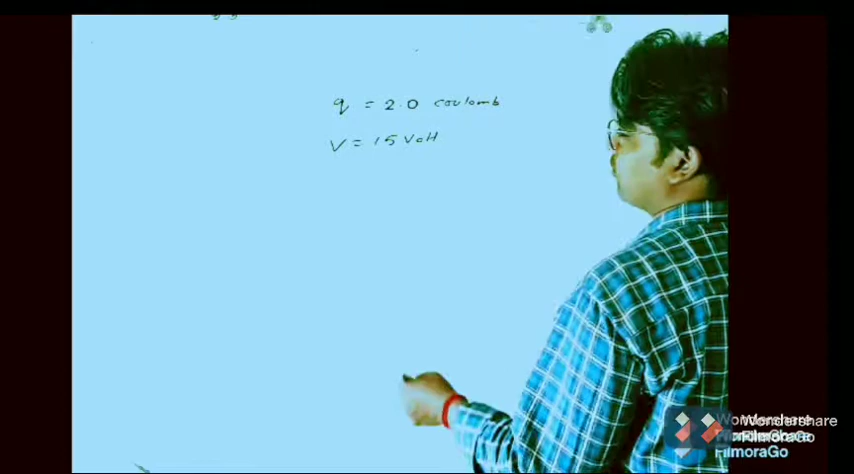 q = 2.0 coulomb
V = 15 Volt
Wondershare
FilmoraGo